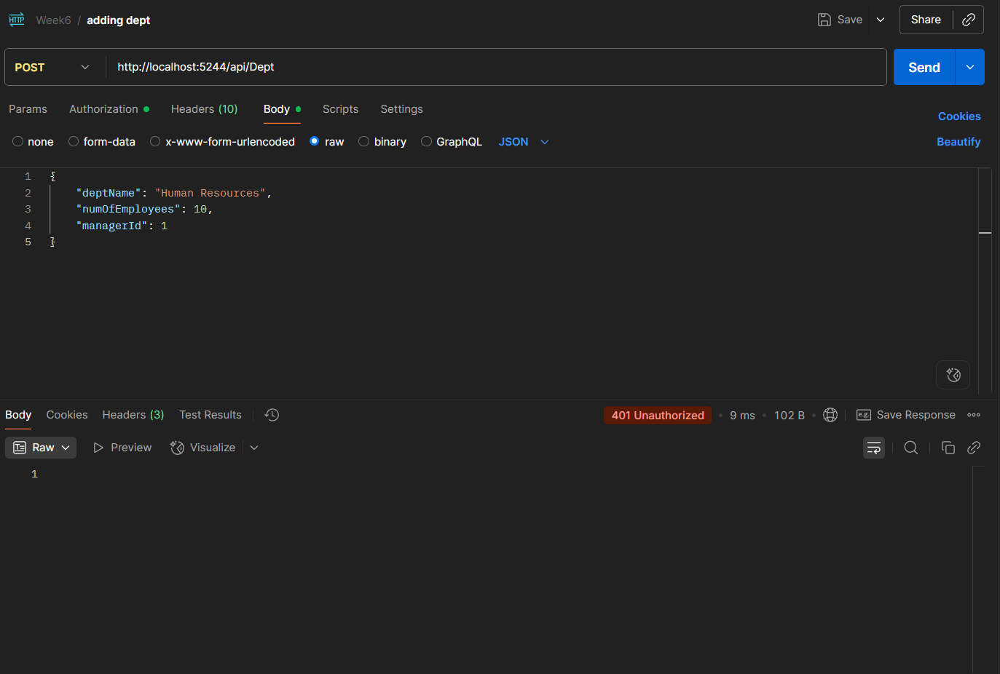 HTTP Week6 / adding dept Save Share
POST http://localhost:5244/api/Dept Send
Params Authorization Headers (10) Body Scripts Settings Cookies
none form-data x-www-form-urlencoded raw binary GraphQL JSON Beautify
1 {
2 "deptName": "Human Resources",
3 "numOfEmployees": 10,
4 "managerId": 1
5 }
Body Cookies Headers (3) Test Results 401 Unauthorized • 9 ms • 102 B • e.g. Save Response
Raw Preview Visualize
1